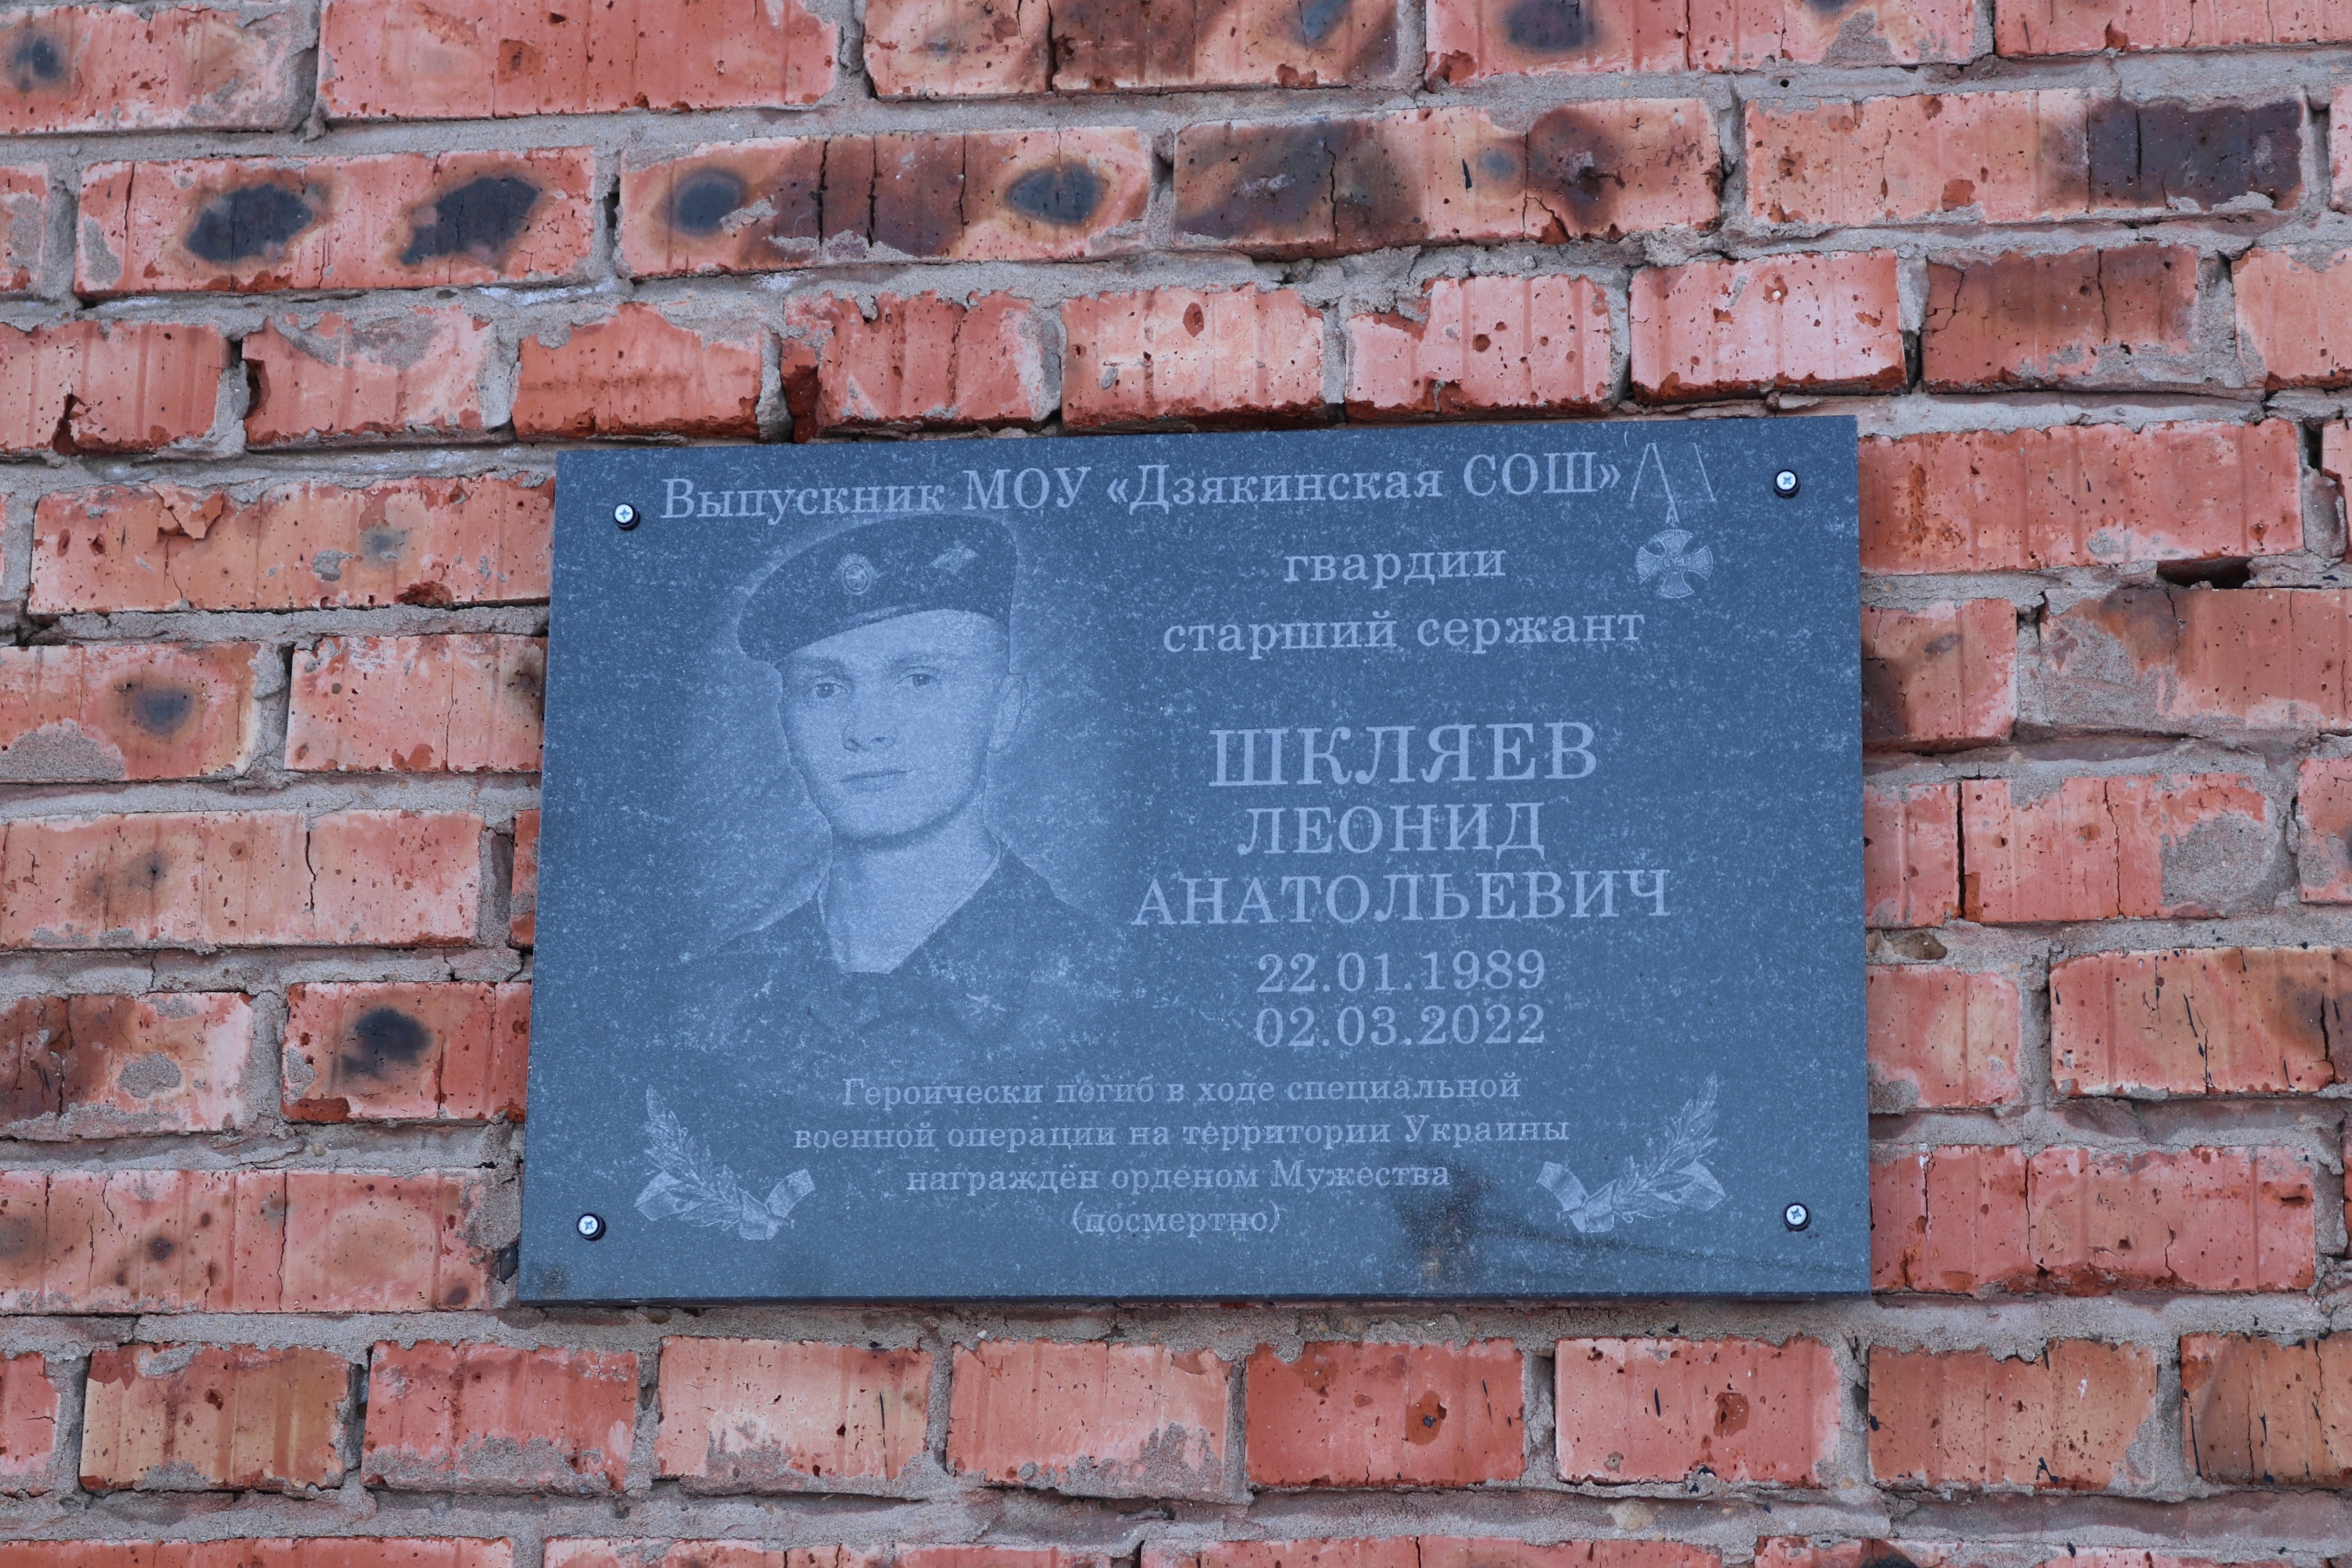 Выпускник МОУ «Дзякинская СОШ»
гвардии
старший сержант
ШКЛЯЕВ
ЛЕОНИД
АНАТОЛЬЕВИЧ
22.01.1989
02.03.2022
Героически погиб в ходе специальной
военной операции на территории Украины
награждён орденом Мужества
(посмертно)